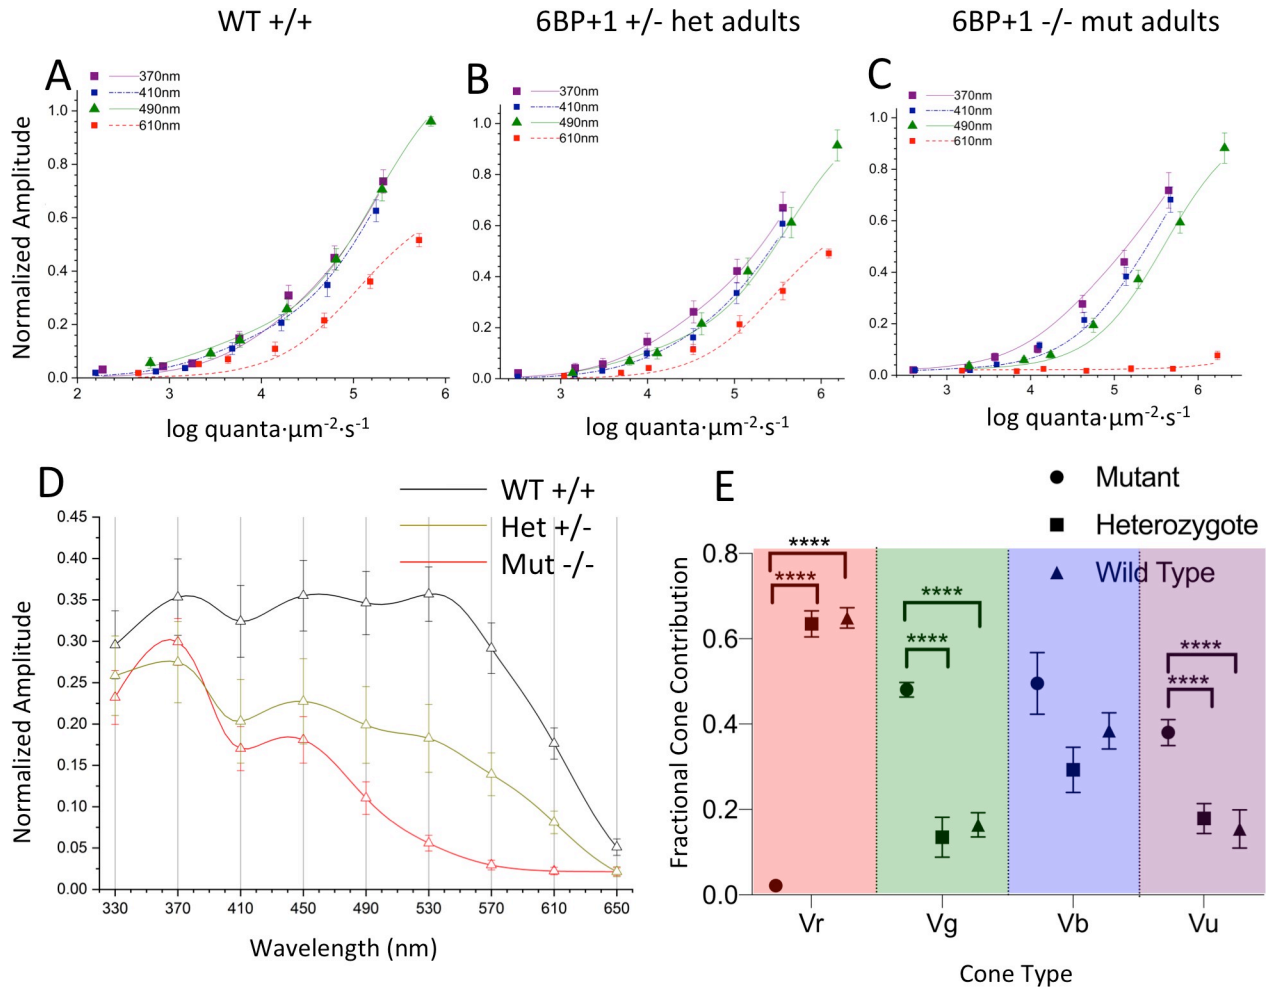 WT +/+
6BP+1 +/- het adults
6BP+1 -/- mut adults
A
370nm
410nm
490nm
610nm
Normalized Amplitude
1.0
0.8
0.6
0.4
0.2
0.0
2
3
4
5
6
log quanta·µm-2·s-1
B
370nm
410nm
490nm
610nm
1.0
0.8
0.6
0.4
0.2
0.0
3
4
5
6
log quanta·µm-2·s-1
C
370nm
410nm
490nm
610nm
1.0
0.8
0.6
0.4
0.2
0.0
3
4
5
6
log quanta·µm-2·s-1
D
WT +/+
Het +/-
Mut -/-
Normalized Amplitude
0.45
0.40
0.35
0.30
0.25
0.20
0.15
0.10
0.05
0.00
330 370 410 450 490 530 570 610 650
Wavelength (nm)
E
Mutant
Heterozygote
Wild Type
Fractional Cone Contribution
0.8
0.6
0.4
0.2
0.0
****
****
****
****
****
****
Vr
Vg
Vb
Vu
Cone Type